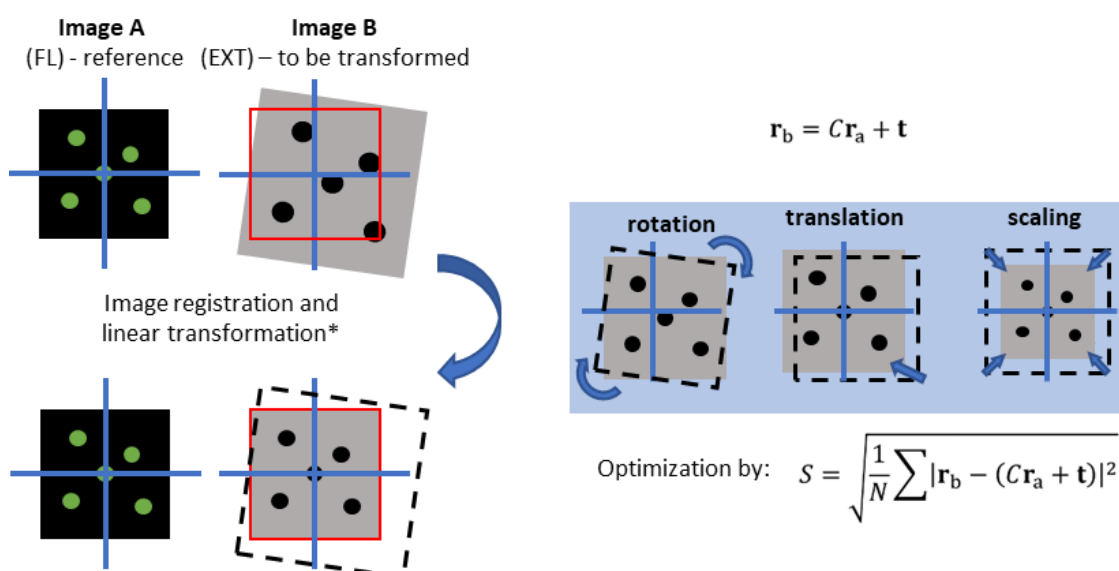 Image A
(FL) - reference
Image B
(EXT) – to be transformed
Image registration and
linear transformation*
r_b = Cr_a + t
rotation
translation
scaling
Optimization by: S = √(1/N ∑|r_b − (Cr_a + t)|²)